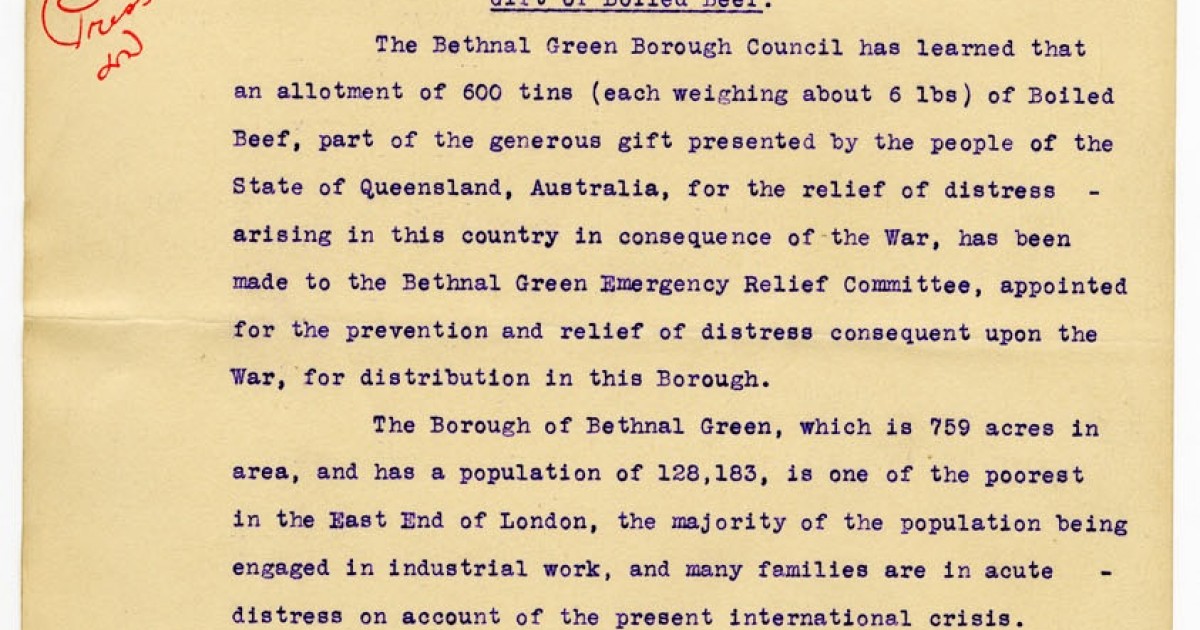 Gift of Boiled Beef.
The Bethnal Green Borough Council has learned that
an allotment of 600 tins (each weighing about 6 lbs) of Boiled
Beef, part of the generous gift presented by the people of the
State of Queensland, Australia, for the relief of distress -
arising in this country in consequence of the War, has been
made to the Bethnal Green Emergency Relief Committee, appointed
for the prevention and relief of distress consequent upon the
War, for distribution in this Borough.
The Borough of Bethnal Green, which is 759 acres in
area, and has a population of 128,183, is one of the poorest
in the East End of London, the majority of the population being
engaged in industrial work, and many families are in acute -
distress on account of the present international crisis.